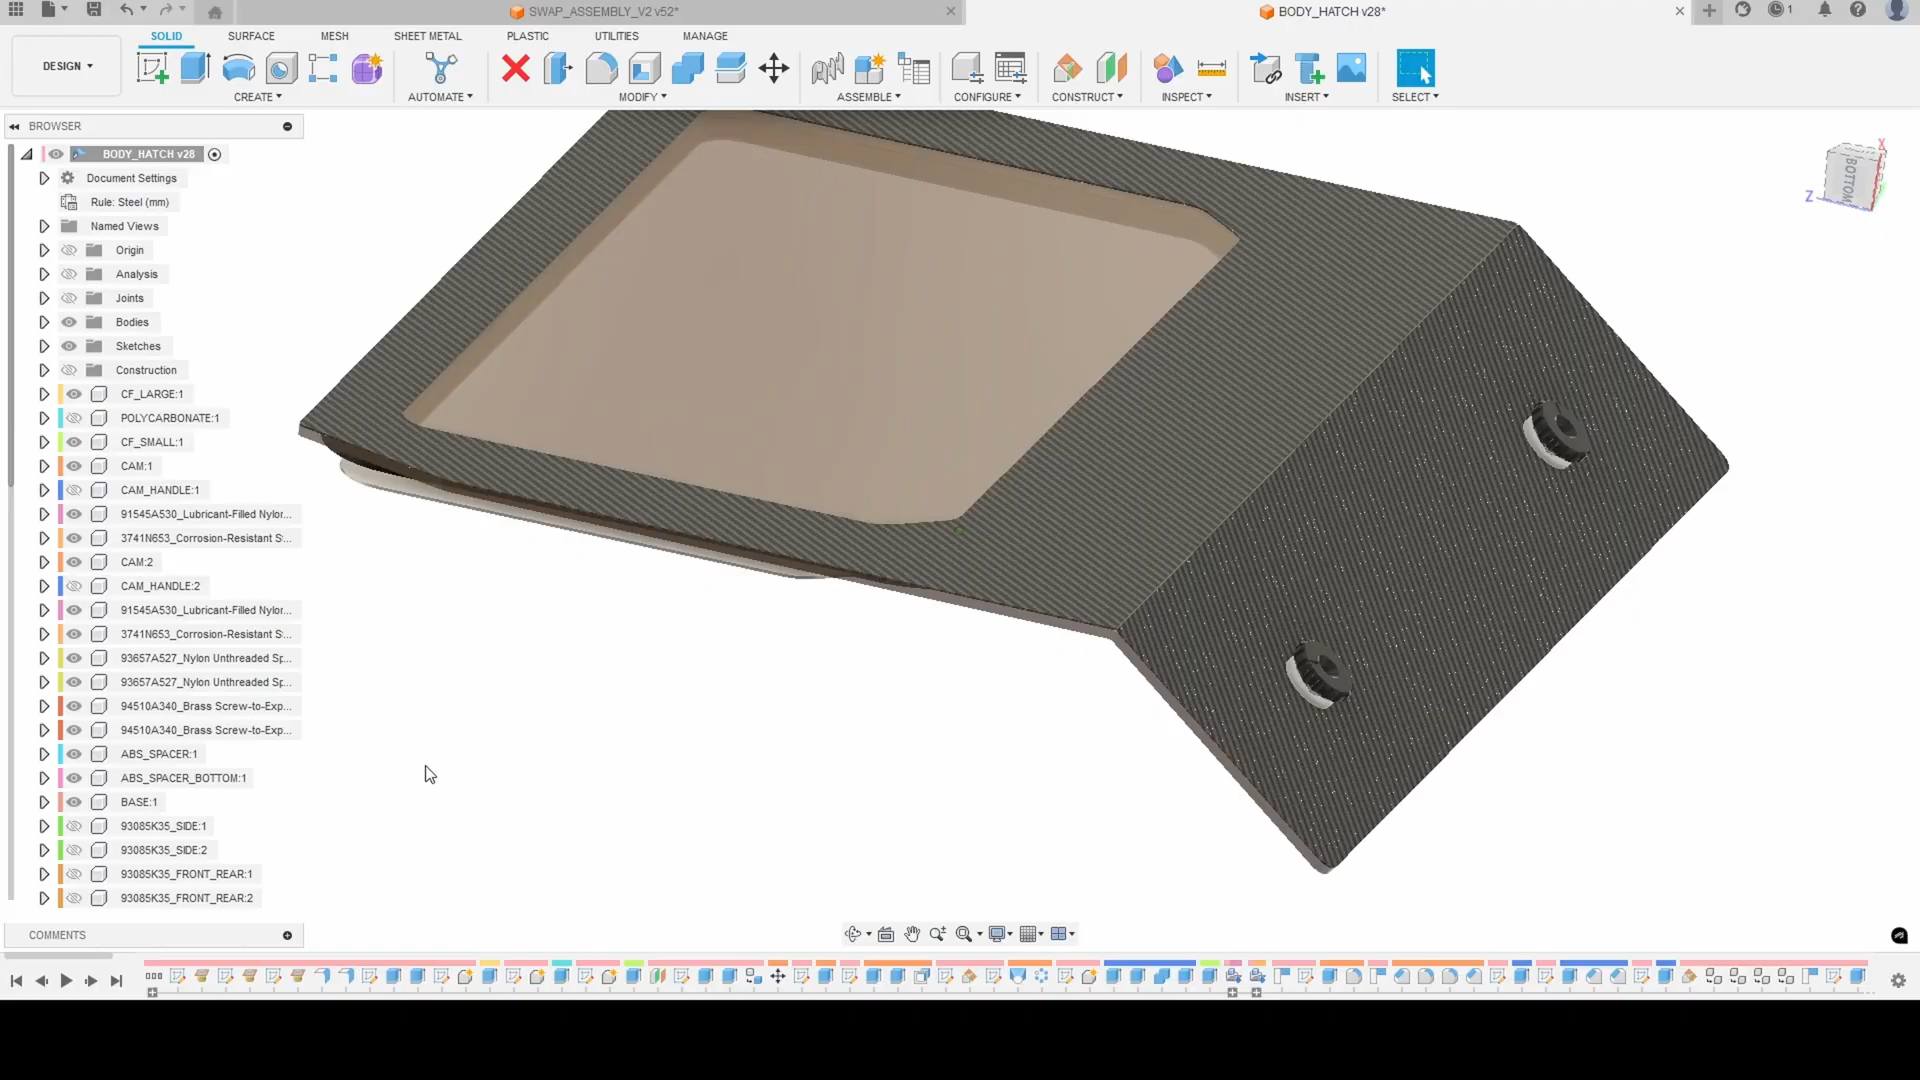 SWAP_ASSEMBLY_V2 v52*
BODY_HATCH v28*
1
DESIGN
SOLID
SURFACE
MESH
SHEET METAL
PLASTIC
UTILITIES
MANAGE
CREATE
AUTOMATE
MODIFY
ASSEMBLE
CONFIGURE
CONSTRUCT
INSPECT
INSERT
SELECT
BROWSER
BODY_HATCH v28
Document Settings
Rule: Steel (mm)
Named Views
Origin
Analysis
Joints
Bodies
Sketches
Construction
CF_LARGE:1
POLYCARBONATE:1
CF_SMALL:1
CAM:1
CAM_HANDLE:1
91545A530_Lubricant-Filled Nylor...
3741N653_Corrosion-Resistant S...
CAM:2
CAM_HANDLE:2
91545A530_Lubricant-Filled Nylor...
3741N653_Corrosion-Resistant S...
93657A527_Nylon Unthreaded Sp...
93657A527_Nylon Unthreaded Sp...
94510A340_Brass Screw-to-Exp...
94510A340_Brass Screw-to-Exp...
ABS_SPACER:1
ABS_SPACER_BOTTOM:1
BASE:1
93085K35_SIDE:1
93085K35_SIDE:2
93085K35_FRONT_REAR:1
93085K35_FRONT_REAR:2
COMMENTS
X
BOTTOM
Z